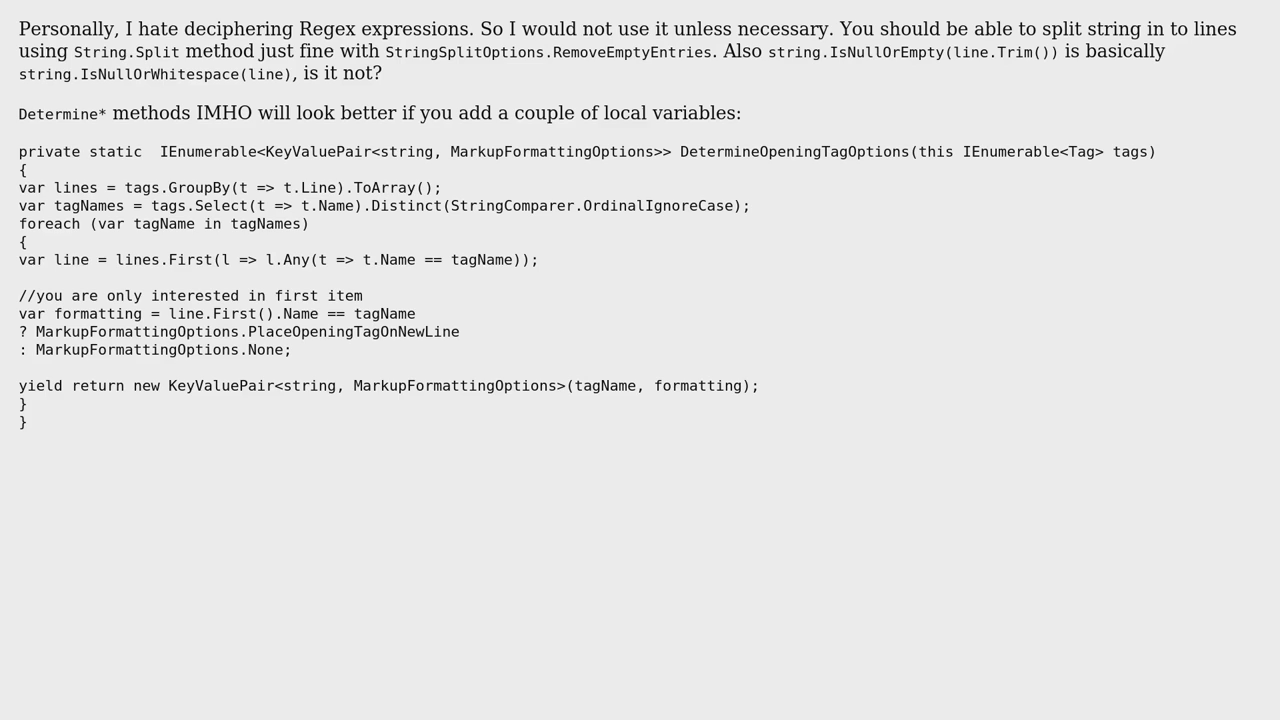 Personally, I hate deciphering Regex expressions. So I would not use it unless necessary. You should be able to split string in to lines
using String.Split method just fine with StringSplitOptions.RemoveEmptyEntries. Also string.IsNullOrEmpty(line.Trim()) is basically
string.IsNullOrWhitespace(line), is it not?
Determine* methods IMHO will look better if you add a couple of local variables:
private static  IEnumerable<KeyValuePair<string, MarkupFormattingOptions>> DetermineOpeningTagOptions(this IEnumerable<Tag> tags)
{
var lines = tags.GroupBy(t => t.Line).ToArray();
var tagNames = tags.Select(t => t.Name).Distinct(StringComparer.OrdinalIgnoreCase);
foreach (var tagName in tagNames)
{
var line = lines.First(l => l.Any(t => t.Name == tagName));
//you are only interested in first item
var formatting = line.First().Name == tagName
? MarkupFormattingOptions.PlaceOpeningTagOnNewLine
: MarkupFormattingOptions.None;
yield return new KeyValuePair<string, MarkupFormattingOptions>(tagName, formatting);
}
}